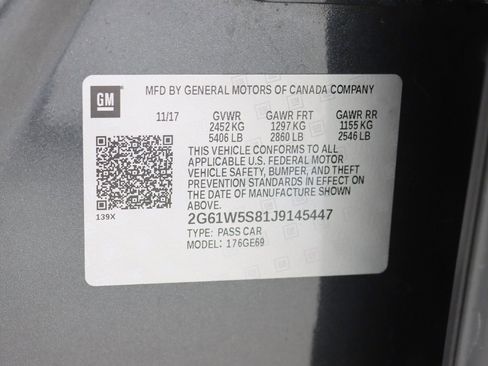 GM
MFD BY GENERAL MOTORS OF CANADA COMPANY
11/17 GVWR GAWR FRT GAWR RR
2452 KG 1297 KG 1155 KG
5406 LB 2860 LB 2546 LB
THIS VEHICLE CONFORMS TO ALL
APPLICABLE U.S. FEDERAL MOTOR
VEHICLE SAFETY, BUMPER, AND THEFT
PREVENTION STANDARDS IN EFFECT ON
THE DATE OF MANUFACTURE SHOWN
ABOVE.
139X
2G61W5S81J9145447
TYPE: PASS CAR
MODEL: 176GE69